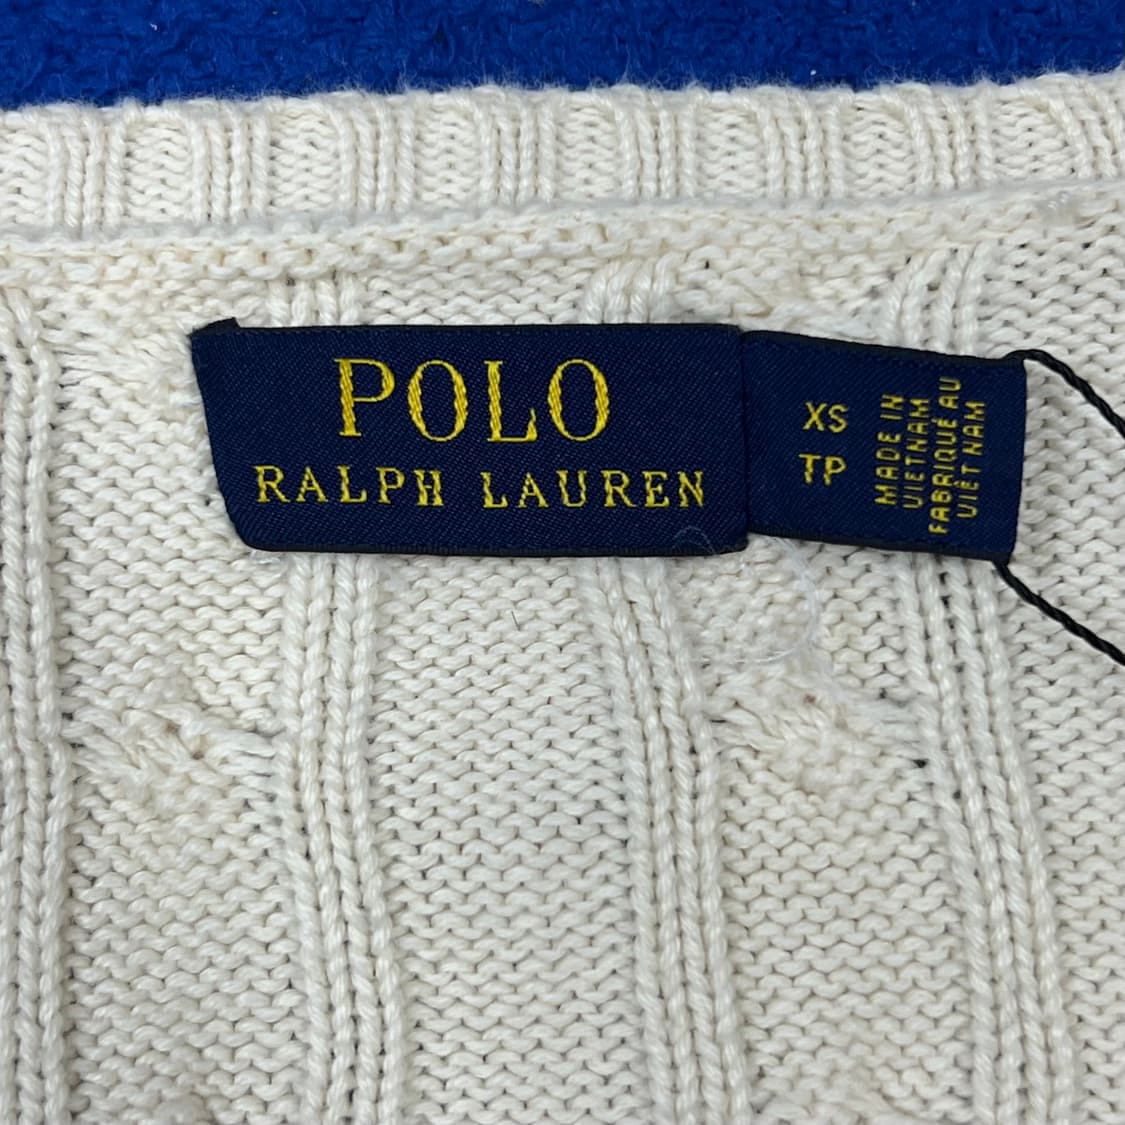 POLO
RALPH LAUREN
XS
TP
MADE IN
VIETNAM
FABRIQUÉ AU
VIÊT NAM